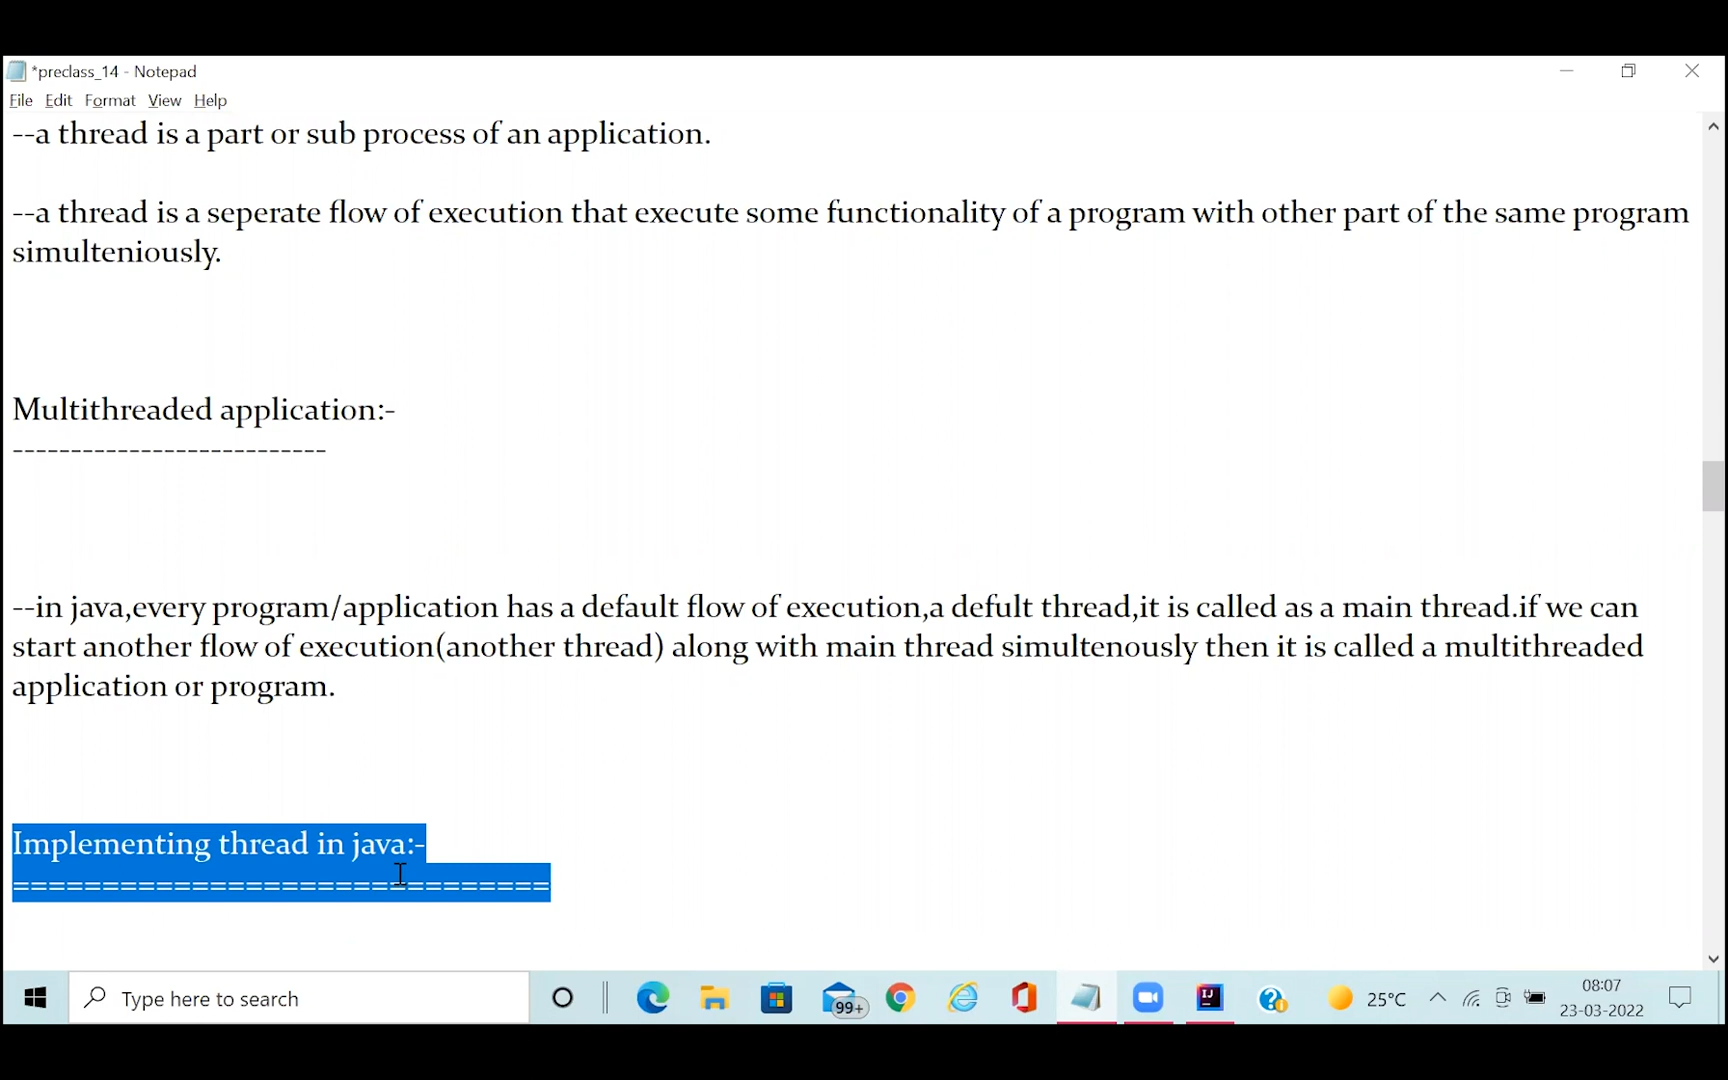 *preclass_14 - Notepad
File Edit Format View Help
--a thread is a part or sub process of an application.
--a thread is a seperate flow of execution that execute some functionality of a program with other part of the same program
simulteniously.
Multithreaded application:-
---------------------------
--in java,every program/application has a default flow of execution,a defult thread,it is called as a main thread.if we can
start another flow of execution(another thread) along with main thread simultenously then it is called a multithreaded
application or program.
Implementing thread in java:-
==============================
Type here to search
99+
25°C
08:07
23-03-2022